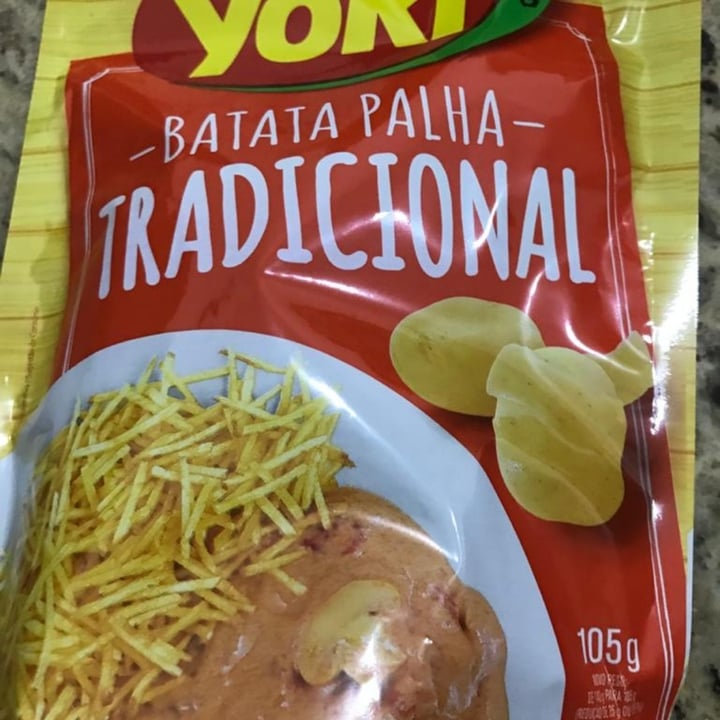 YOKI
–BATATA PALHA–
TRADICIONAL
105g